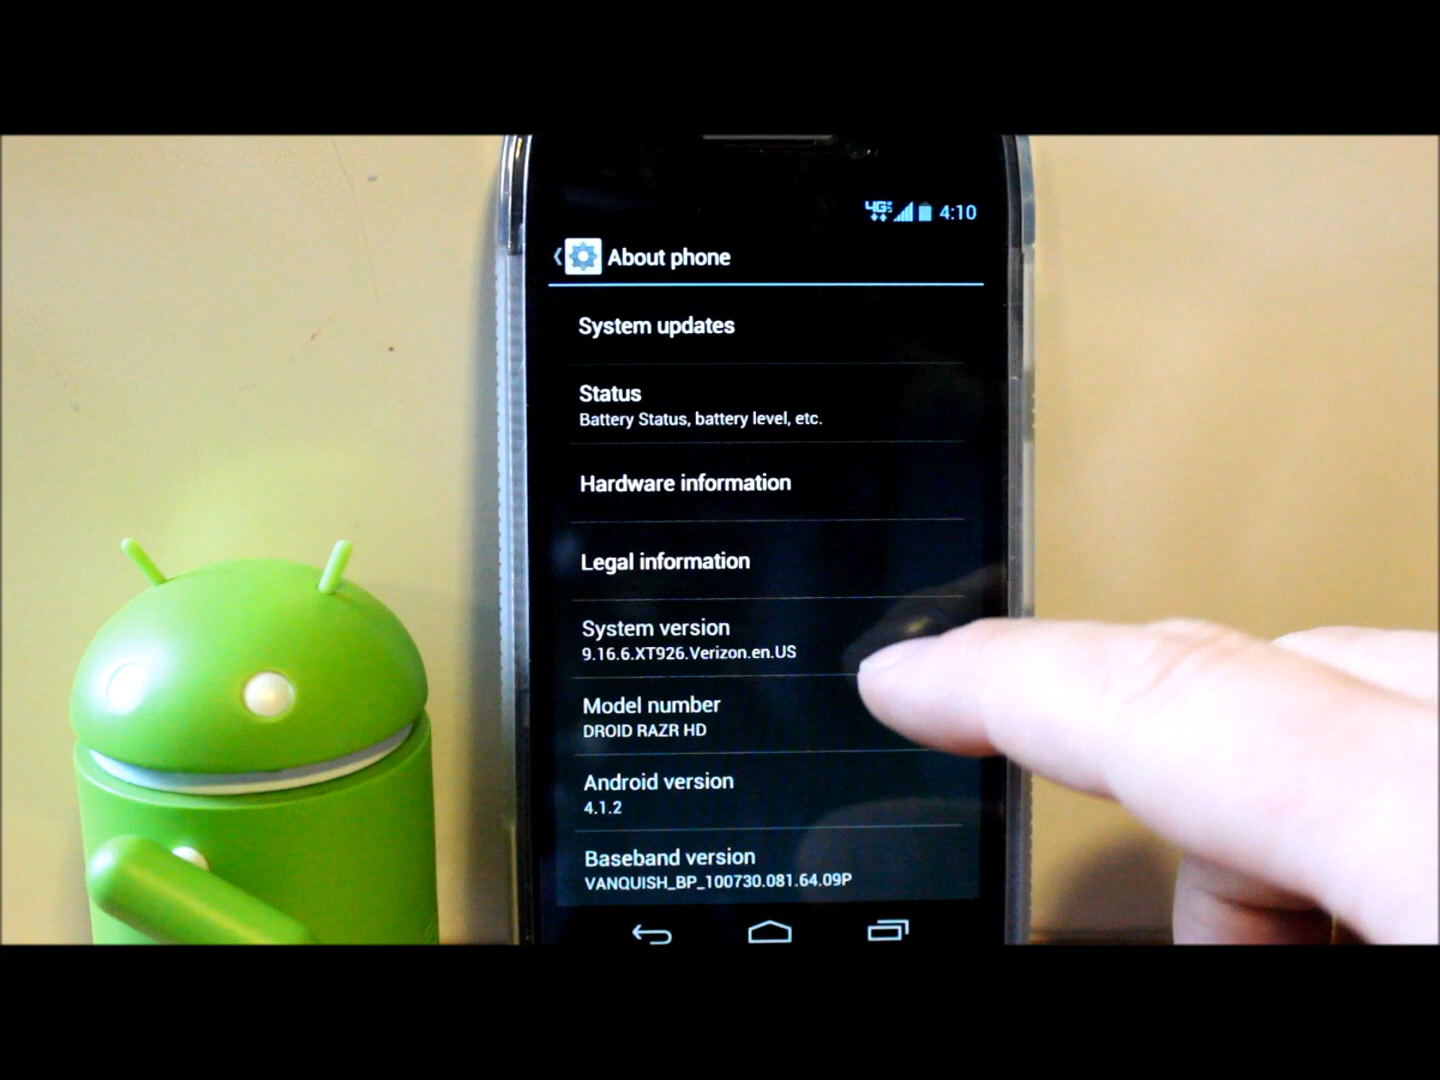 4G 4:10
About phone
System updates
Status
Battery Status, battery level, etc.
Hardware information
Legal information
System version
9.16.6.XT926.Verizon.en.US
Model number
DROID RAZR HD
Android version
4.1.2
Baseband version
VANQUISH_BP_100730.081.64.09P